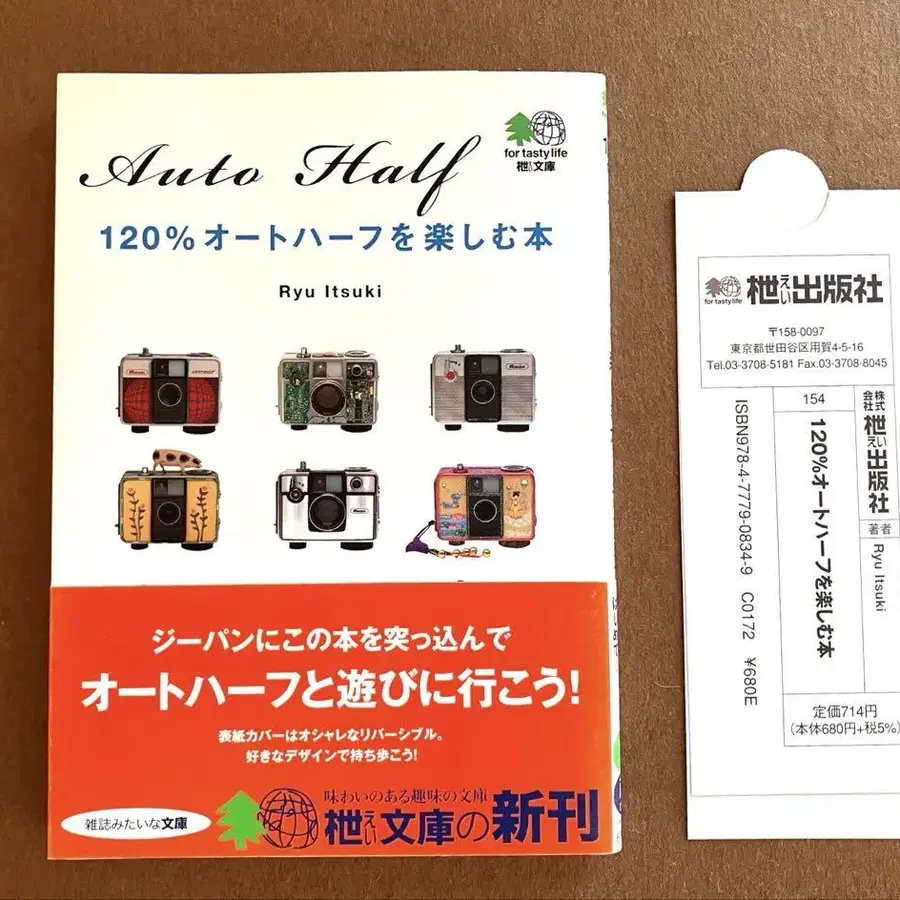 Auto Half
for tasty life
枻文庫
120%オートハーフを楽しむ本
Ryu Itsuki
Ricoh
Ricoh
Ricoh
ジーパンにこの本を突っ込んで
オートハーフと遊びに行こう!
表紙カバーはオシャレなリバーシブル。
好きなデザインで持ち歩こう!
雑誌みたいな文庫
味わいのある趣味の文庫
枻えい文庫の新刊
for tasty life
枻えい出版社
〒158-0097
東京都世田谷区用賀4-5-16
Tel.03-3708-5181 Fax.03-3708-8045
154
株式会社 枻えい出版社
著者
Ryu Itsuki
120%オートハーフを楽しむ本
ISBN978-4-7779-0834-9 C0172 ¥680E
定価714円
(本体680円+税5%)